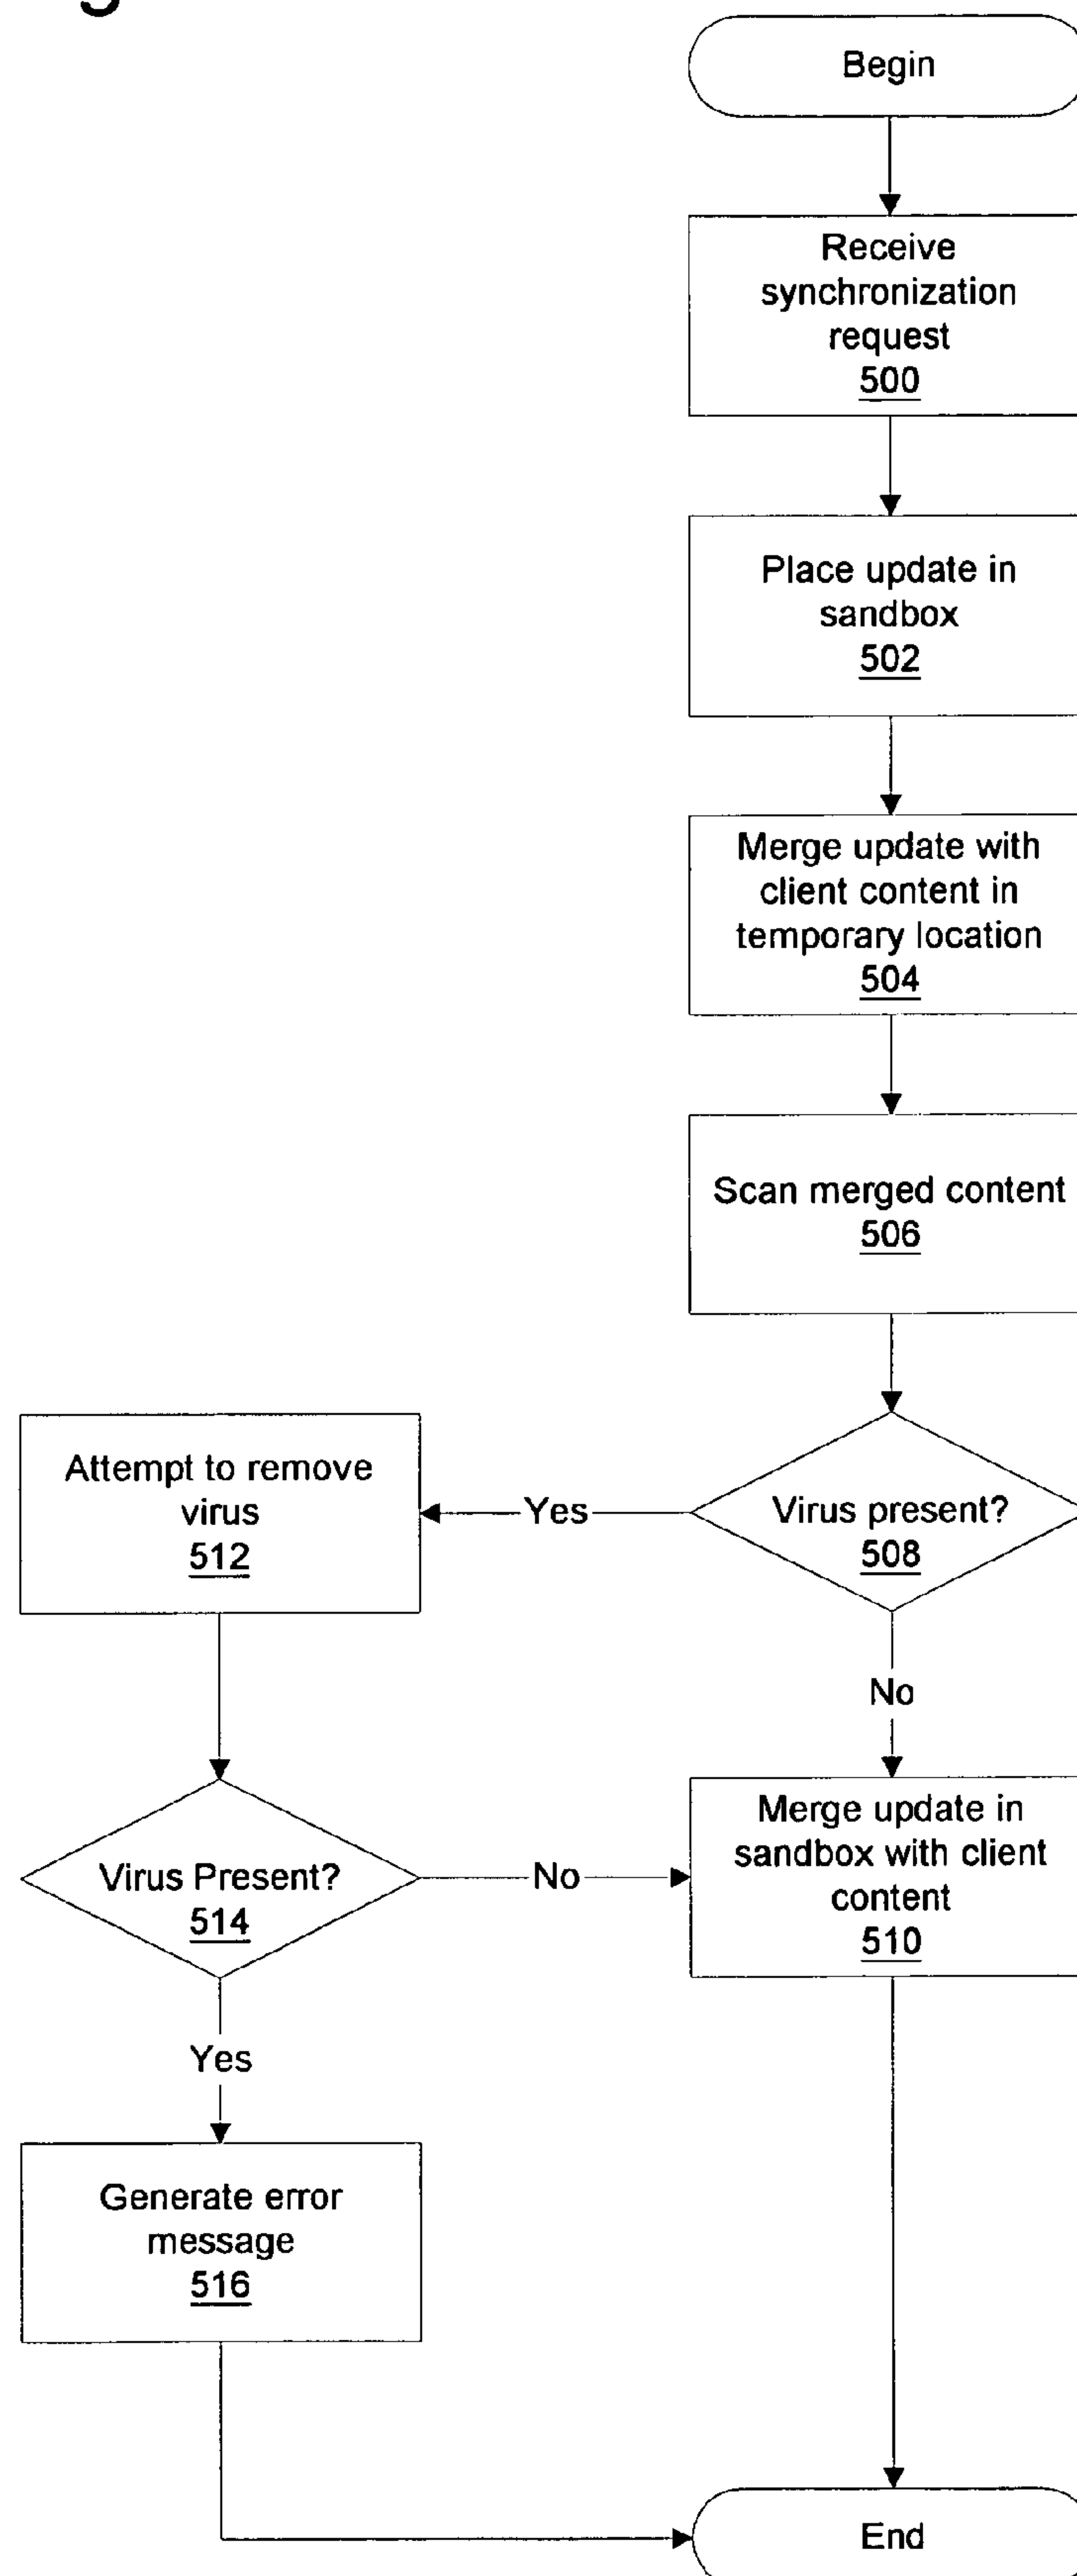 Begin
Receive
synchronization
request
500
Place update in
sandbox
502
Merge update with
client content in
temporary location
504
Scan merged content
506
Virus present?
508
Yes
Attempt to remove
virus
512
No
Virus Present?
514
No
Merge update in
sandbox with client
content
510
Yes
Generate error
message
516
End